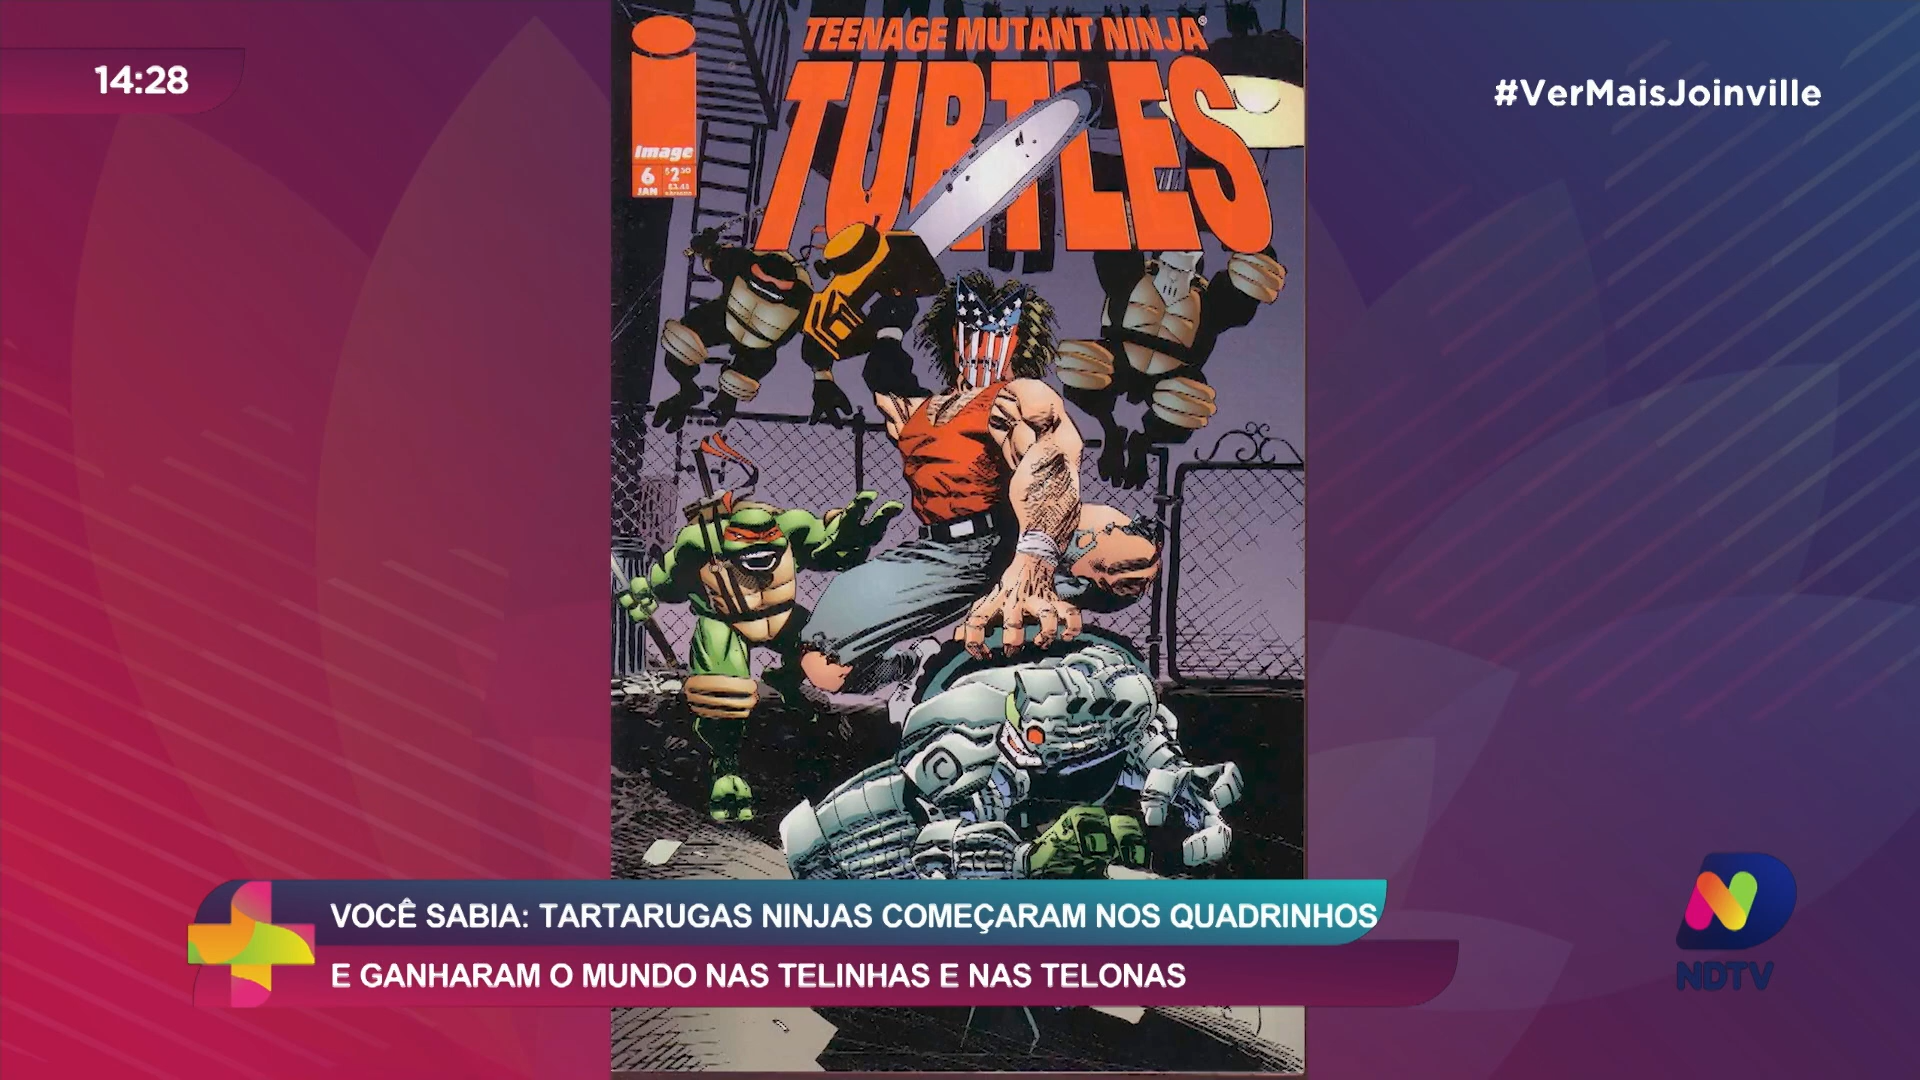 14:28
#VerMaisJoinville
TEENAGE MUTANT NINJA
TURTLES
image
6
$2.50
JAN
VOCÊ SABIA: TARTARUGAS NINJAS COMEÇARAM NOS QUADRINHOS
E GANHARAM O MUNDO NAS TELINHAS E NAS TELONAS
NDTV